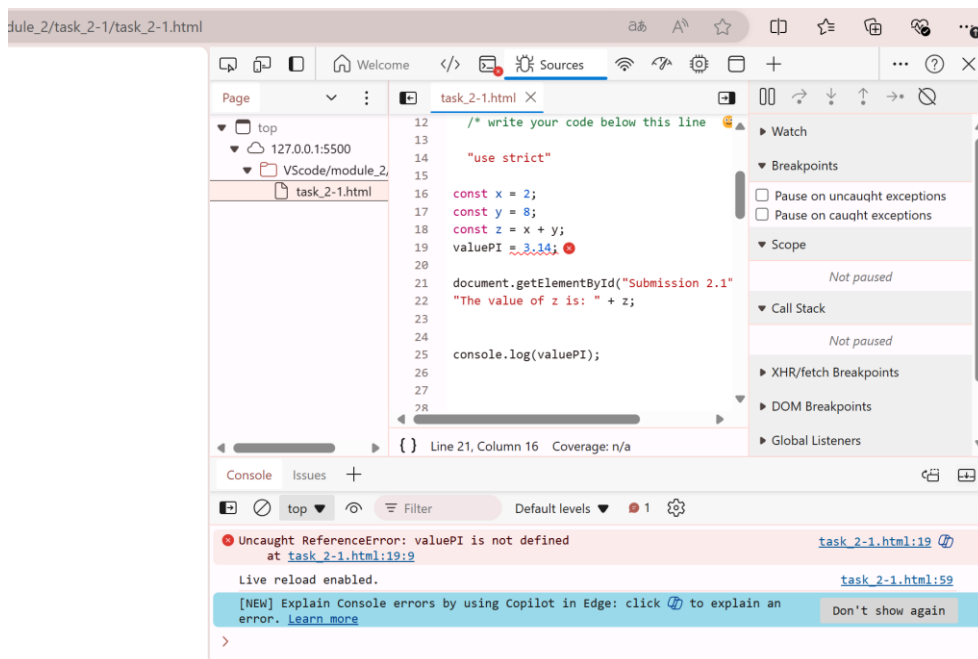 dule_2/task_2-1/task_2-1.html
Welcome
Sources
Page
task_2-1.html
top
127.0.0.1:5500
VScode/module_2,
task_2-1.html
12 /* write your code below this line
13
14 "use strict"
15
16 const x = 2;
17 const y = 8;
18 const z = x + y;
19 valuePI = 3.14;
20
21 document.getElementById("Submission 2.1"
22 "The value of z is: " + z;
23
24
25 console.log(valuePI);
26
27
28
{ } Line 21, Column 16 Coverage: n/a
Watch
Breakpoints
Pause on uncaught exceptions
Pause on caught exceptions
Scope
Not paused
Call Stack
Not paused
XHR/fetch Breakpoints
DOM Breakpoints
Global Listeners
Console Issues
top Filter Default levels 1
Uncaught ReferenceError: valuePI is not defined task_2-1.html:19
at task_2-1.html:19:9
Live reload enabled. task_2-1.html:59
[NEW] Explain Console errors by using Copilot in Edge: click to explain an
error. Learn more
Don't show again